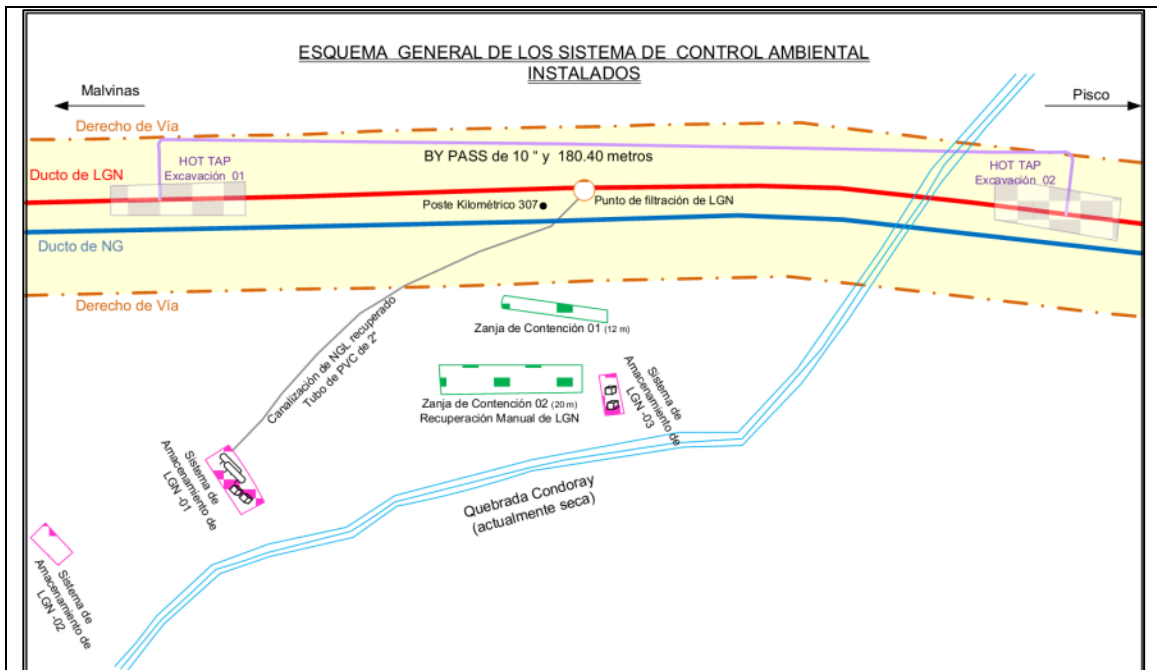 ESQUEMA GENERAL DE LOS SISTEMA DE CONTROL AMBIENTAL
INSTALADOS
Malvinas
Pisco
Derecho de Vía
BY PASS de 10 " y 180.40 metros
HOT TAP
Excavación 01
HOT TAP
Excavación 02
Ducto de LGN
Poste Kilométrico 307
Punto de filtración de LGN
Ducto de NG
Derecho de Vía
Canalización de NGL recuperado
Tubo de PVC de 2"
Zanja de Contención 01 (12 m)
Zanja de Contención 02 (20 m)
Recuperación Manual de LGN
Sistema de
Armacenamiento de
LGN -03
Sistema de
Armacenamiento de
LGN -01
Quebrada Condoray
(actualmente seca)
Sistema de
Armacenamiento de
LGN -02